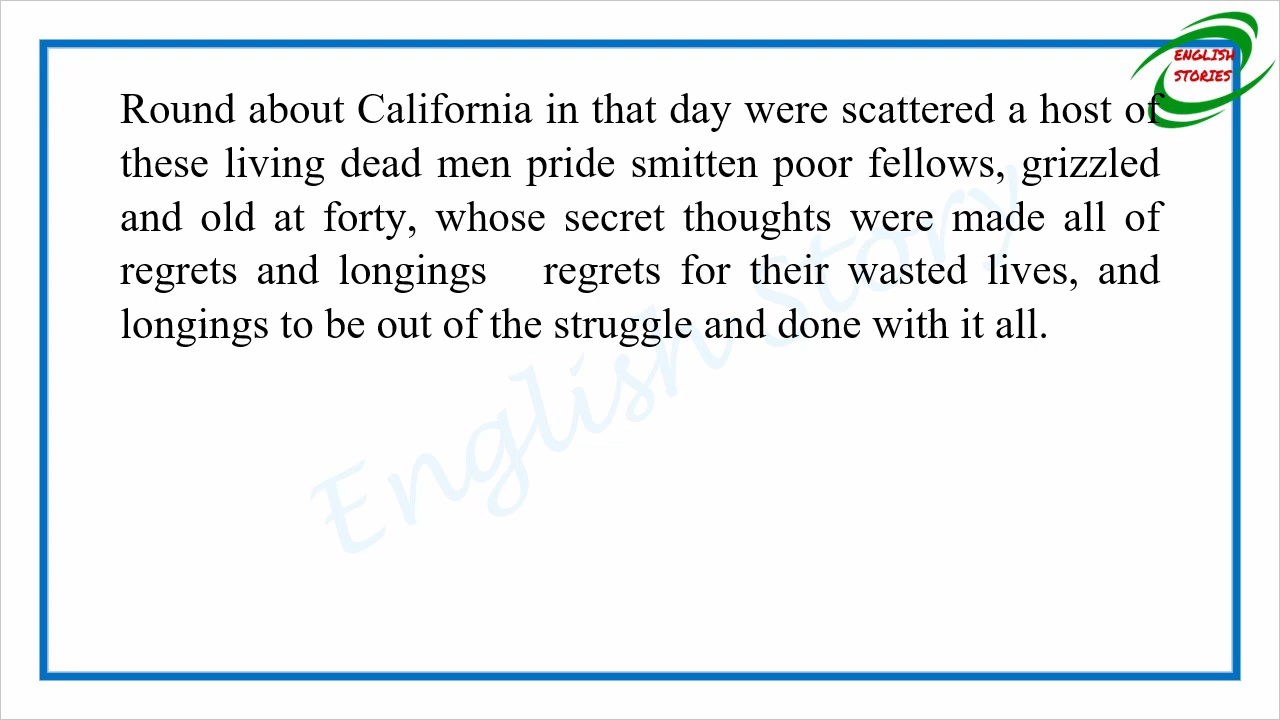 ENGLISH
STORIES
Round about California in that day were scattered a host of
these living dead men pride smitten poor fellows, grizzled
and old at forty, whose secret thoughts were made all of
regrets and longings   regrets for their wasted lives, and
longings to be out of the struggle and done with it all.
English Story